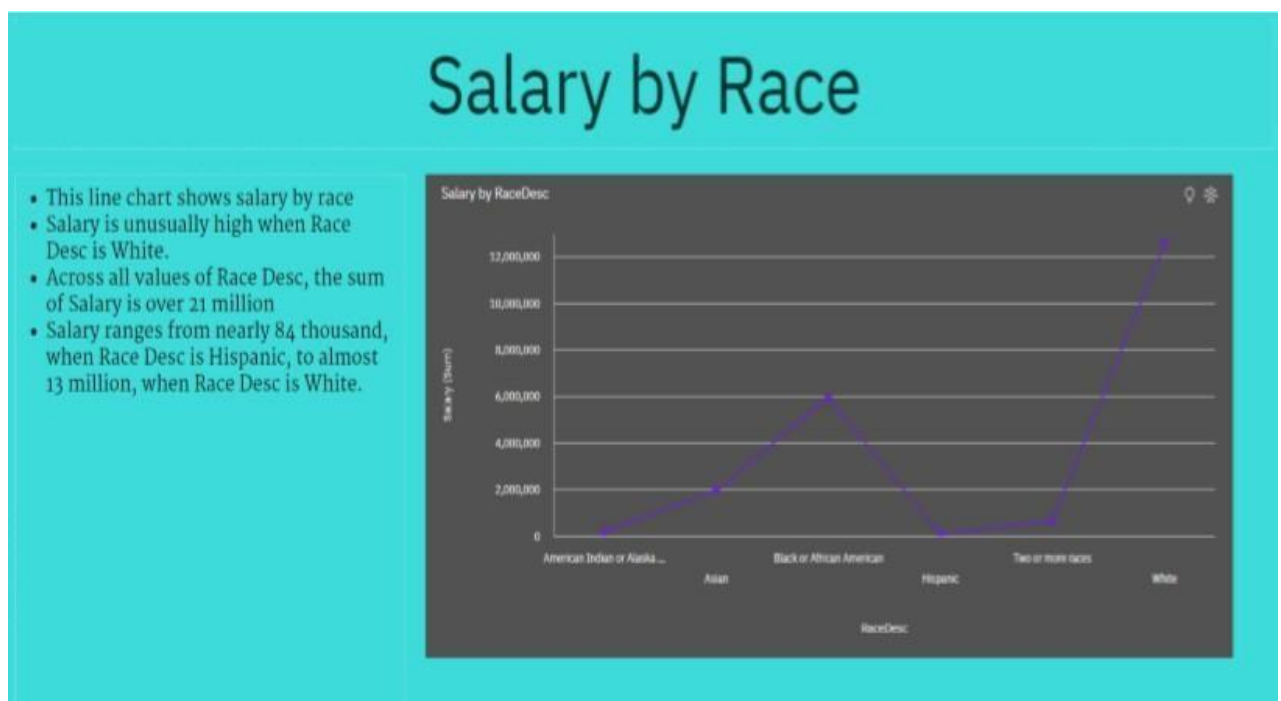 Salary by Race
• This line chart shows salary by race
• Salary is unusually high when Race
Desc is White.
• Across all values of Race Desc, the sum
of Salary is over 21 million
• Salary ranges from nearly 84 thousand,
when Race Desc is Hispanic, to almost
13 million, when Race Desc is White.
Salary by RaceDesc
12,000,000
10,000,000
8,000,000
6,000,000
4,000,000
2,000,000
0
Salary (Sum)
American Indian or Alaska ...
Asian
Black or African American
Hispanic
Two or more races
White
RaceDesc